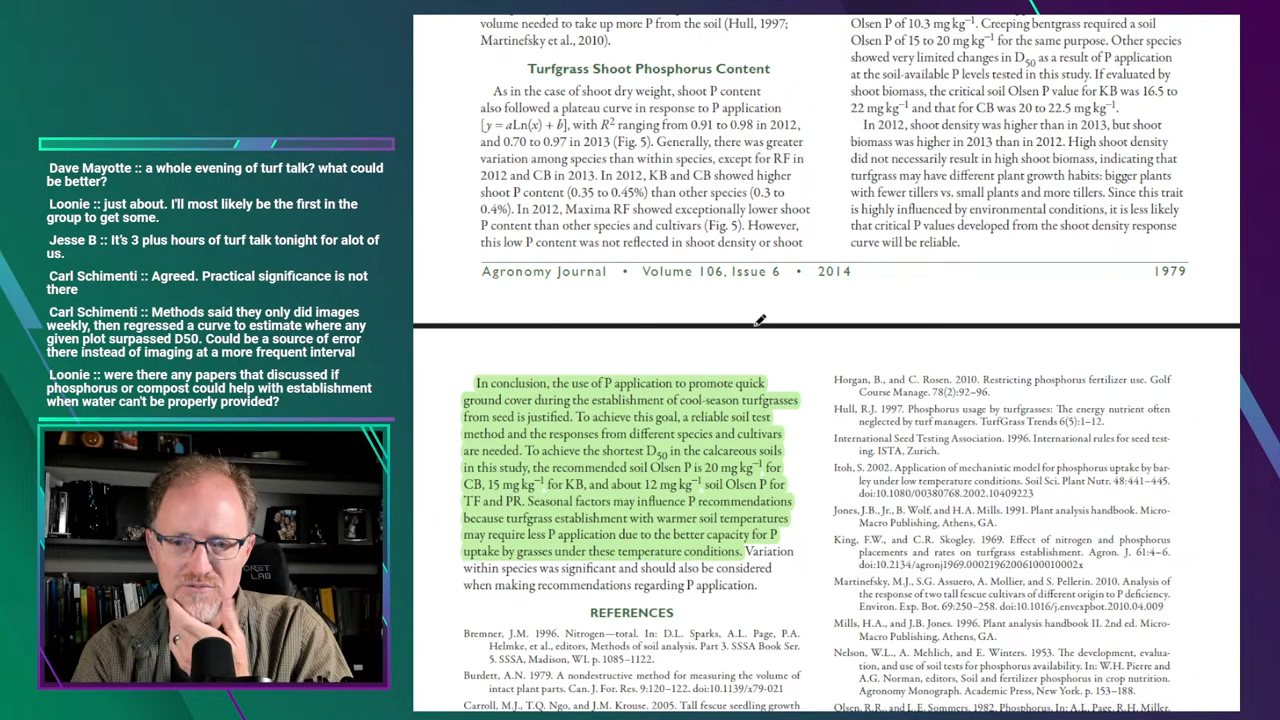 Dave Mayotte :: a whole evening of turf talk? what could
be better?
Loonie :: just about. I'll most likely be the first in the
group to get some.
Jesse B :: It's 3 plus hours of turf talk tonight for alot of
us.
Carl Schimenti :: Agreed. Practical significance is not
there
Carl Schimenti :: Methods said they only did images
weekly, then regressed a curve to estimate where any
given plot surpassed D50. Could be a source of error
there instead of imaging at a more frequent interval
Loonie :: were there any papers that discussed if
phosphorus or compost could help with establishment
when water can't be properly provided?
volume needed to take up more P from the soil (Hull, 1997;
Martinefsky et al., 2010).
Turfgrass Shoot Phosphorus Content
As in the case of shoot dry weight, shoot P content
also followed a plateau curve in response to P application
[y = aLn(x) + b], with R² ranging from 0.91 to 0.98 in 2012,
and 0.70 to 0.97 in 2013 (Fig. 5). Generally, there was greater
variation among species than within species, except for RF in
2012 and CB in 2013. In 2012, KB and CB showed higher
shoot P content (0.35 to 0.45%) than other species (0.3 to
0.4%). In 2012, Maxima RF showed exceptionally lower shoot
P content than other species and cultivars (Fig. 5). However,
this low P content was not reflected in shoot density or shoot
Olsen P of 10.3 mg kg⁻¹. Creeping bentgrass required a soil
Olsen P of 15 to 20 mg kg⁻¹ for the same purpose. Other species
showed very limited changes in D₅₀ as a result of P application
at the soil-available P levels tested in this study. If evaluated by
shoot biomass, the critical soil Olsen P value for KB was 16.5 to
22 mg kg⁻¹ and that for CB was 20 to 22.5 mg kg⁻¹.
In 2012, shoot density was higher than in 2013, but shoot
biomass was higher in 2013 than in 2012. High shoot density
did not necessarily result in high shoot biomass, indicating that
turfgrass may have different plant growth habits: bigger plants
with fewer tillers vs. small plants and more tillers. Since this trait
is highly influenced by environmental conditions, it is less likely
that critical P values developed from the shoot density response
curve will be reliable.
Agronomy Journal • Volume 106, Issue 6 • 2014 1979
In conclusion, the use of P application to promote quick
ground cover during the establishment of cool-season turfgrasses
from seed is justified. To achieve this goal, a reliable soil test
method and the responses from different species and cultivars
are needed. To achieve the shortest D₅₀ in the calcareous soils
in this study, the recommended soil Olsen P is 20 mg kg⁻¹ for
CB, 15 mg kg⁻¹ for KB, and about 12 mg kg⁻¹ soil Olsen P for
TF and PR. Seasonal factors may influence P recommendations
because turfgrass establishment with warmer soil temperatures
may require less P application due to the better capacity for P
uptake by grasses under these temperature conditions. Variation
within species was significant and should also be considered
when making recommendations regarding P application.
REFERENCES
Bremner, J.M. 1996. Nitrogen—total. In: D.L. Sparks, A.L. Page, P.A.
Helmke, et al., editors, Methods of soil analysis. Part 3. SSSA Book Ser.
5. SSSA, Madison, WI. p. 1085–1122.
Burdett, A.N. 1979. A nondestructive method for measuring the volume of
intact plant parts. Can. J. For. Res. 9:120–122. doi:10.1139/x79-021
Carroll, M.J., T.Q. Ngo, and J.M. Krouse. 2005. Tall fescue seedling growth
Horgan, B., and C. Rosen. 2010. Restricting phosphorus fertilizer use. Golf
Course Manage. 78(2):92–96.
Hull, R.J. 1997. Phosphorus usage by turfgrasses: The energy nutrient often
neglected by turf managers. TurfGrass Trends 6(5):1–12.
International Seed Testing Association. 1996. International rules for seed test-
ing. ISTA, Zurich.
Itoh, S. 2002. Application of mechanistic model for phosphorus uptake by bar-
ley under low temperature conditions. Soil Sci. Plant Nutr. 48:441–445.
doi:10.1080/00380768.2002.10409223
Jones, J.B., Jr., B. Wolf, and H.A. Mills. 1991. Plant analysis handbook. Micro-
Macro Publishing, Athens, GA.
King, F.W., and C.R. Skogley. 1969. Effect of nitrogen and phosphorus
placements and rates on turfgrass establishment. Agron. J. 61:4–6.
doi:10.2134/agronj1969.00021962006100010002x
Martinefsky, M.J., S.G. Assuero, A. Mollier, and S. Pellerin. 2010. Analysis of
the response of two tall fescue cultivars of different origin to P deficiency.
Environ. Exp. Bot. 69:250–258. doi:10.1016/j.envexpbot.2010.04.009
Mills, H.A., and J.B. Jones. 1996. Plant analysis handbook II. 2nd ed. Micro-
Macro Publishing, Athens, GA.
Nelson, W.L., A. Mehlich, and E. Winters. 1953. The development, evalua-
tion, and use of soil tests for phosphorus availability. In: W.H. Pierre and
A.G. Norman, editors, Soil and fertilizer phosphorus in crop nutrition.
Agronomy Monograph. Academic Press, New York. p. 153–188.
Olsen, R.R., and L.E. Sommers. 1982. Phosphorus. In: A.L. Page, R.H. Miller,